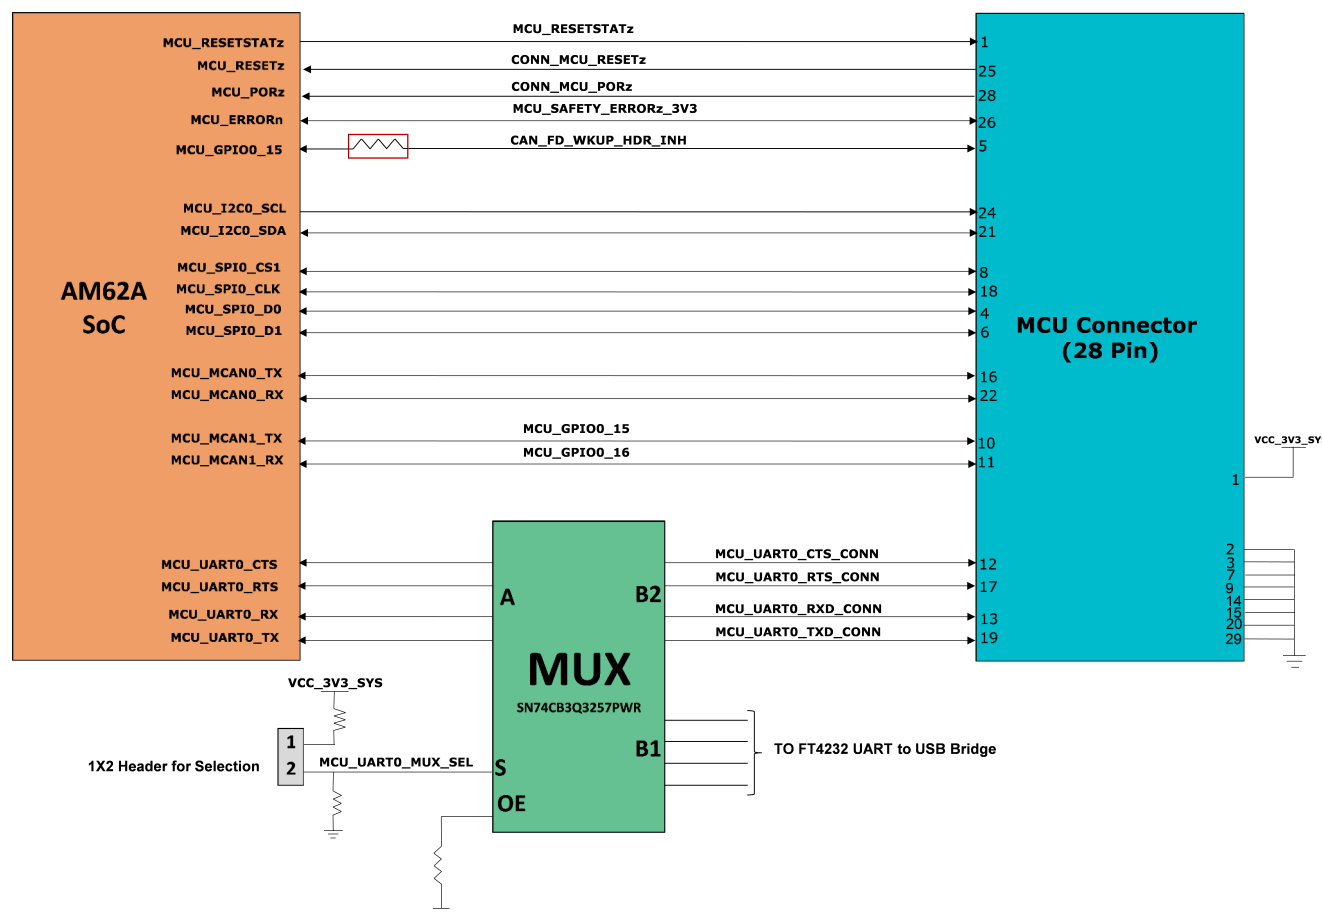 MCU_RESETSTATz
MCU_RESETSTATz
1
MCU_RESETz
CONN_MCU_RESETz
25
MCU_PORz
CONN_MCU_PORz
28
MCU_ERRORn
MCU_SAFETY_ERRORz_3V3
26
MCU_GPIO0_15
CAN_FD_WKUP_HDR_INH
5
MCU_I2C0_SCL
24
MCU_I2C0_SDA
21
MCU_SPI0_CS1
8
MCU_SPI0_CLK
18
MCU_SPI0_D0
4
MCU_SPI0_D1
6
AM62A
SoC
MCU Connector
(28 Pin)
MCU_MCAN0_TX
16
MCU_MCAN0_RX
22
MCU_MCAN1_TX
MCU_GPIO0_15
10
MCU_MCAN1_RX
MCU_GPIO0_16
11
VCC_3V3_SY
1
MCU_UART0_CTS
MCU_UART0_CTS_CONN
12
MCU_UART0_RTS
MCU_UART0_RTS_CONN
17
MCU_UART0_RX
MCU_UART0_RXD_CONN
13
MCU_UART0_TX
MCU_UART0_TXD_CONN
19
2
3
7
9
14
15
20
29
A
B2
MUX
SN74CB3Q3257PWR
B1
S
OE
VCC_3V3_SYS
1
2
1X2 Header for Selection
MCU_UART0_MUX_SEL
TO FT4232 UART to USB Bridge